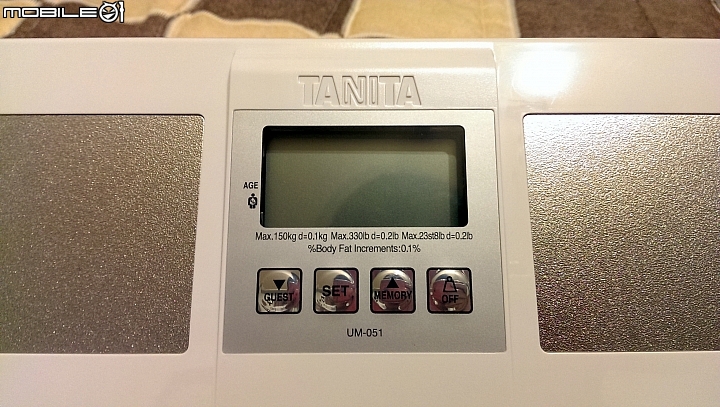 MOBILE01
TANITA
AGE
Max.150kg d=0.1kg Max.330lb d=0.2lb Max.23st8lb d=0.2lb
%Body Fat Increments:0.1%
▼ ▲
GUEST SET MEMORY OFF
UM-051